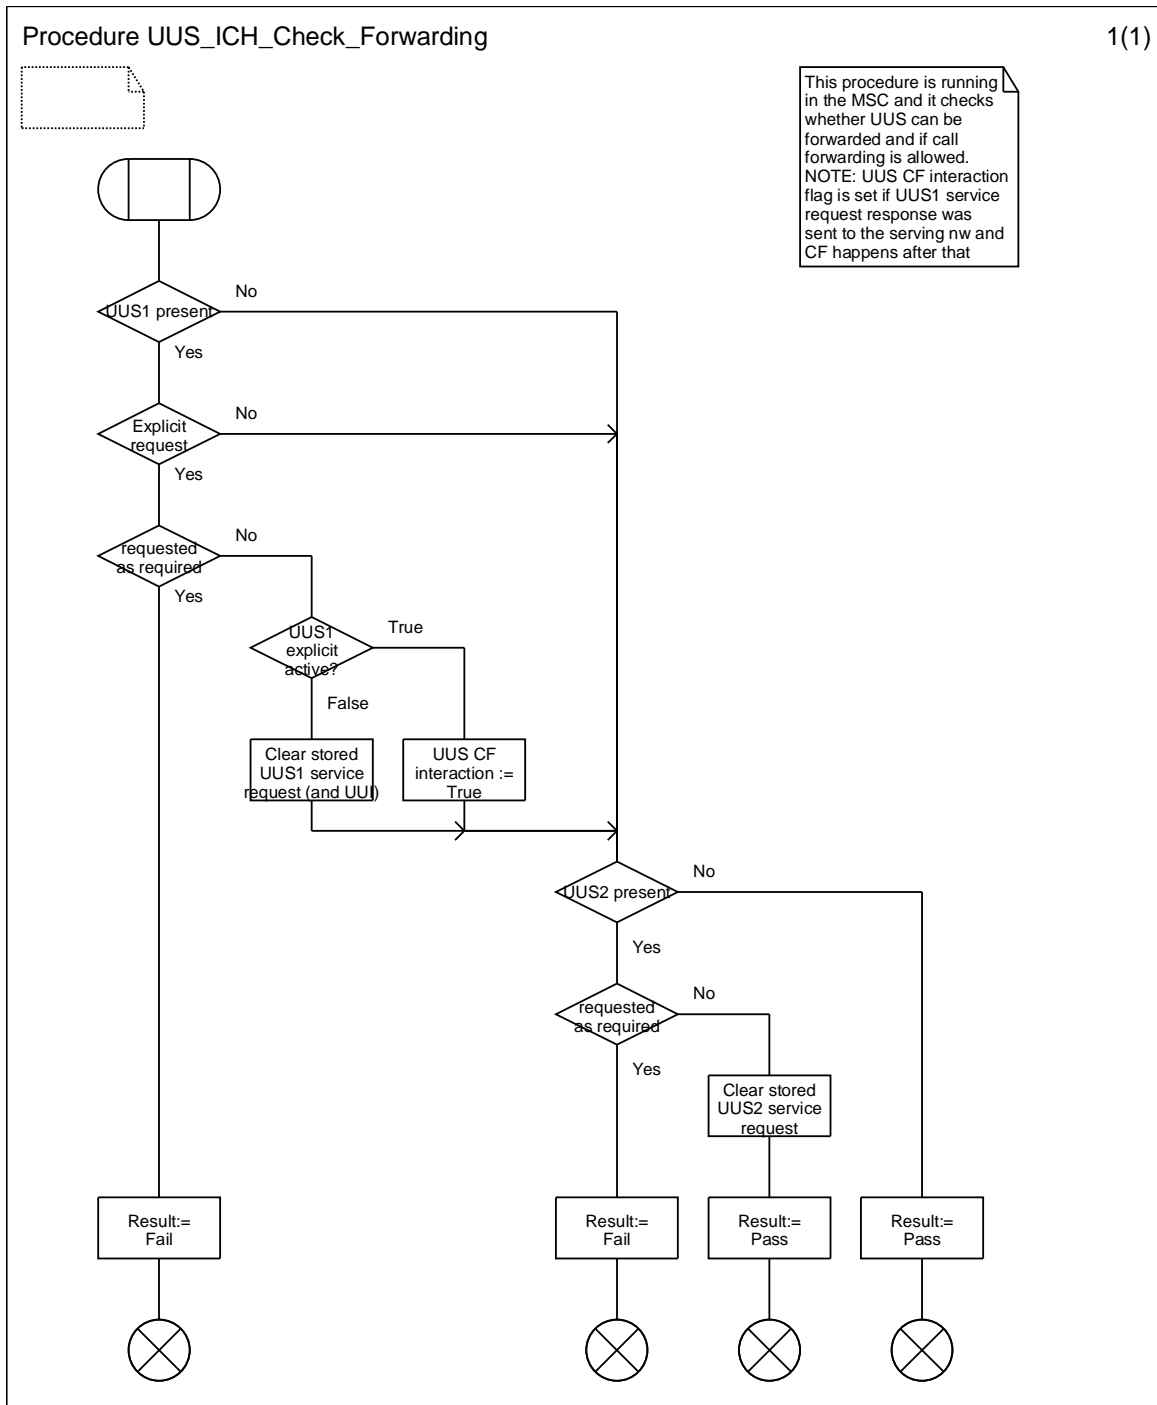 Procedure UUS_ICH_Check_Forwarding
1(1)
This procedure is running
in the MSC and it checks
whether UUS can be
forwarded and if call
forwarding is allowed.
NOTE: UUS CF interaction
flag is set if UUS1 service
request response was
sent to the serving nw and
CF happens after that
No
UUS1 present
Yes
No
Explicit
request
Yes
No
requested
as required
Yes
True
UUS1
explicit
active?
False
Clear stored
UUS1 service
request (and UUI)
UUS CF
interaction :=
True
No
UUS2 present
Yes
No
requested
as required
Yes
Clear stored
UUS2 service
request
Result:=
Fail
Result:=
Fail
Result:=
Pass
Result:=
Pass